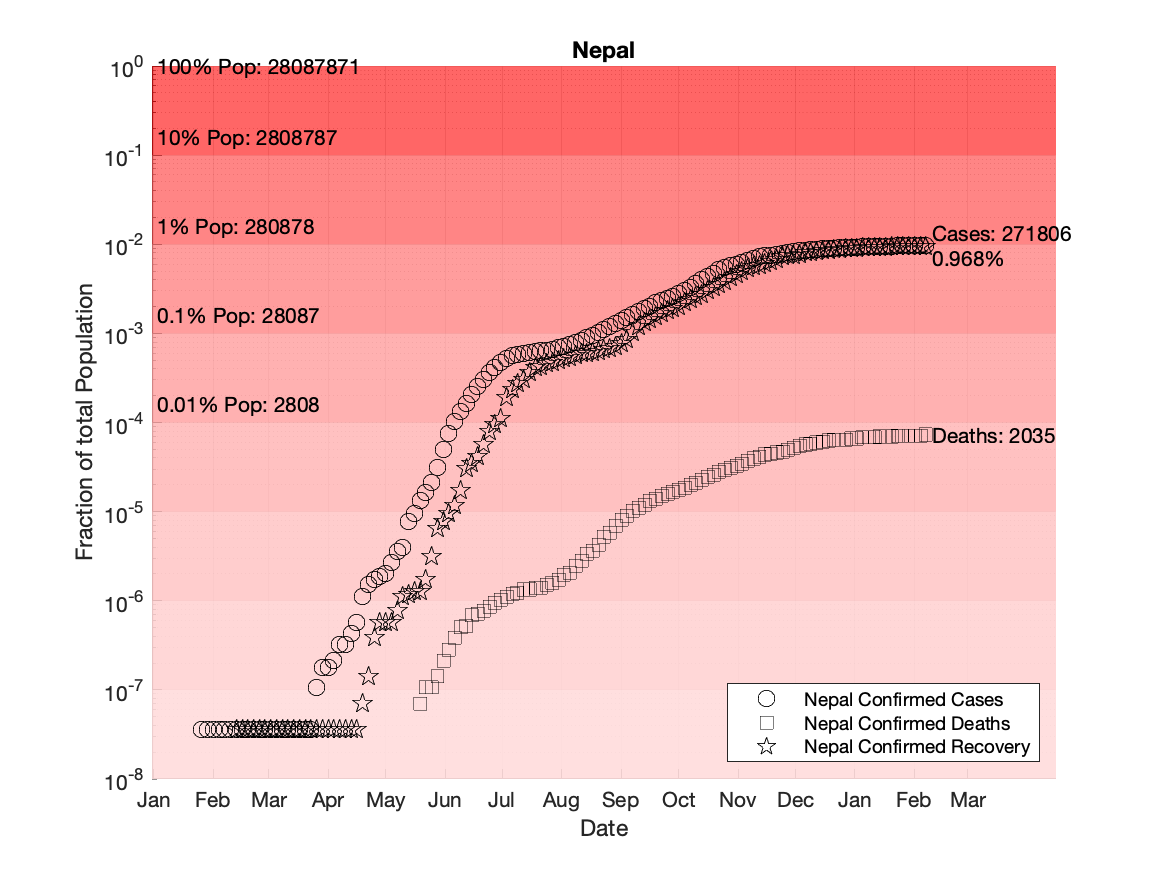 Nepal
10^0
100% Pop: 28087871
10% Pop: 2808787
10^-1
1% Pop: 280878
10^-2
Cases: 271806
0.968%
0.1% Pop: 28087
10^-3
0.01% Pop: 2808
10^-4
Deaths: 2035
10^-5
10^-6
10^-7
10^-8
Fraction of total Population
Nepal Confirmed Cases
Nepal Confirmed Deaths
Nepal Confirmed Recovery
Jan Feb Mar Apr May Jun Jul Aug Sep Oct Nov Dec Jan Feb Mar
Date